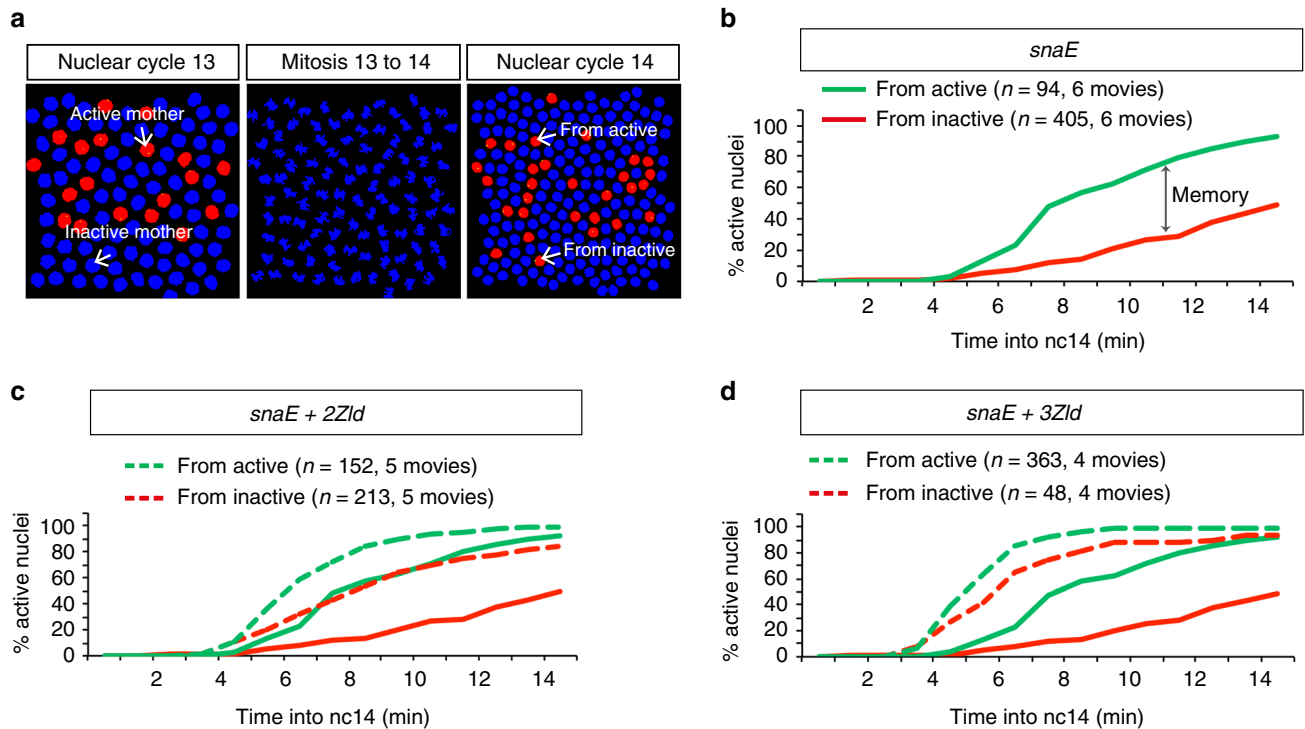 a
Nuclear cycle 13
Mitosis 13 to 14
Nuclear cycle 14
Active mother
Inactive mother
From active
From inactive
b
snaE
From active (n = 94, 6 movies)
From inactive (n = 405, 6 movies)
% active nuclei
100
80
60
40
20
0
Memory
2 4 6 8 10 12 14
Time into nc14 (min)
c
snaE + 2Zld
From active (n = 152, 5 movies)
From inactive (n = 213, 5 movies)
% active nuclei
100
80
60
40
20
0
2 4 6 8 10 12 14
Time into nc14 (min)
d
snaE + 3Zld
From active (n = 363, 4 movies)
From inactive (n = 48, 4 movies)
% active nuclei
100
80
60
40
20
0
2 4 6 8 10 12 14
Time into nc14 (min)